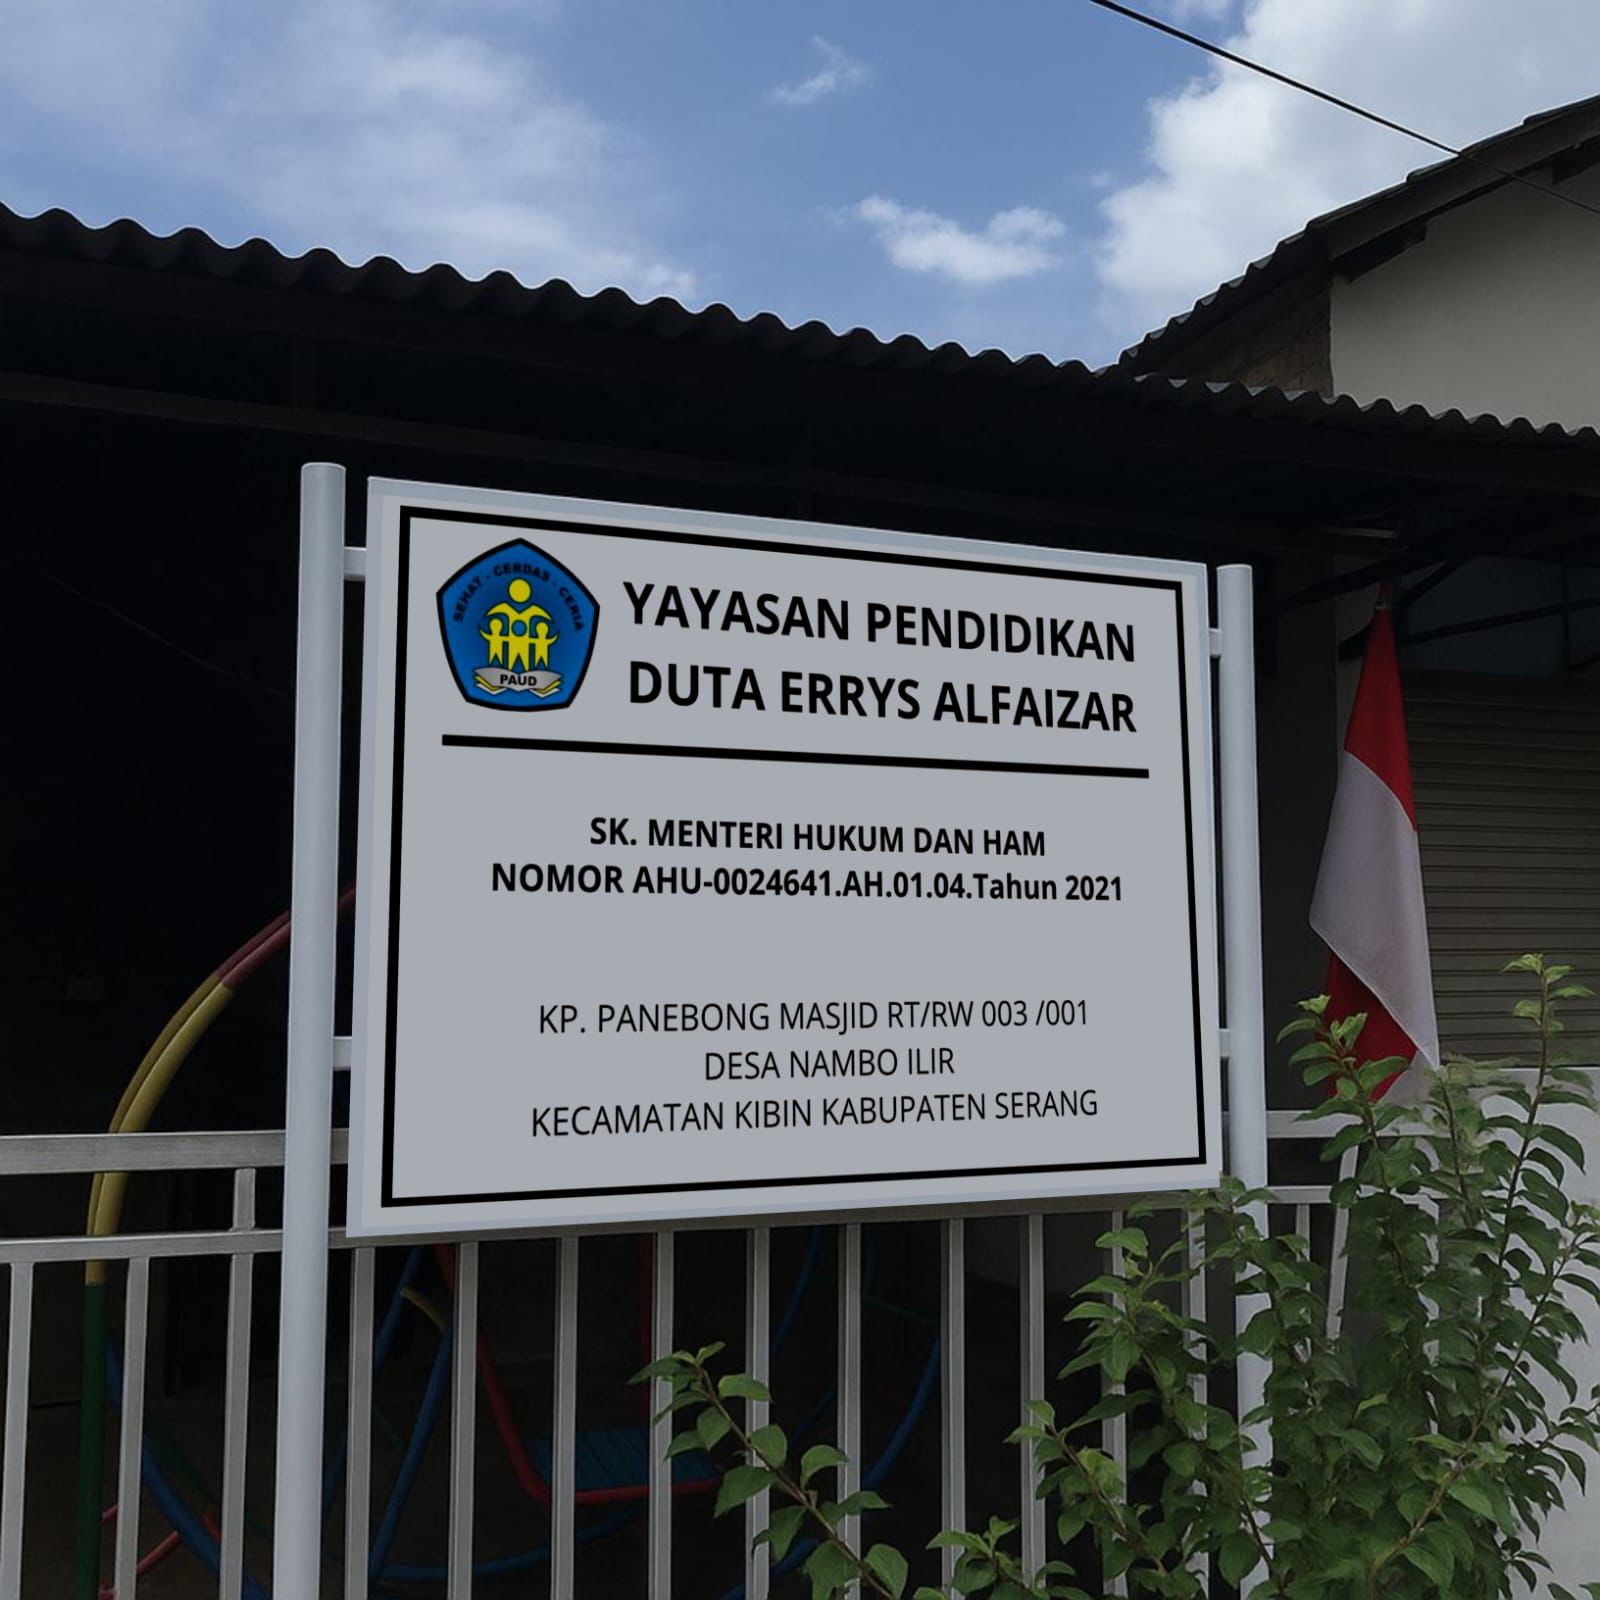 SEHAT - CERDAS - CERIA
PAUD
YAYASAN PENDIDIKAN
DUTA ERRYS ALFAIZAR
SK. MENTERI HUKUM DAN HAM
NOMOR AHU-0024641.AH.01.04.Tahun 2021
KP. PANEBONG MASJID RT/RW 003 /001
DESA NAMBO ILIR
KECAMATAN KIBIN KABUPATEN SERANG